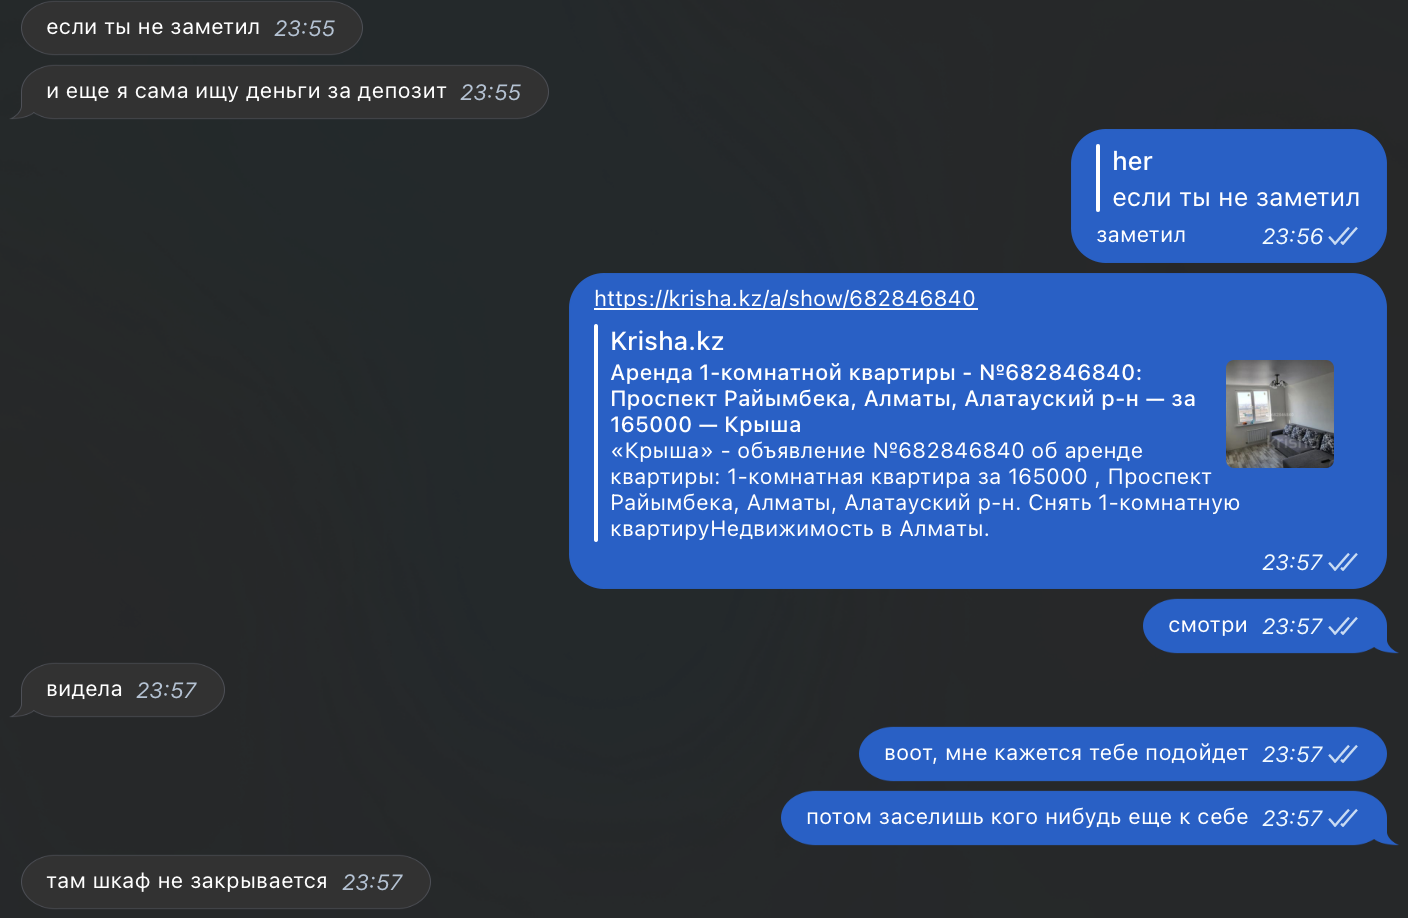 если ты не заметил 23:55
и еще я сама ищу деньги за депозит 23:55
her
если ты не заметил
заметил 23:56
https://krisha.kz/a/show/682846840
Krisha.kz
Аренда 1-комнатной квартиры - №682846840:
Проспект Райымбека, Алматы, Алатауский р-н — за
165000 — Крыша
«Крыша» - объявление №682846840 об аренде
квартиры: 1-комнатная квартира за 165000 , Проспект
Райымбека, Алматы, Алатауский р-н. Снять 1-комнатную
квартируНедвижимость в Алматы.
23:57
смотри 23:57
видела 23:57
воот, мне кажется тебе подойдет 23:57
потом заселишь кого нибудь еще к себе 23:57
там шкаф не закрывается 23:57